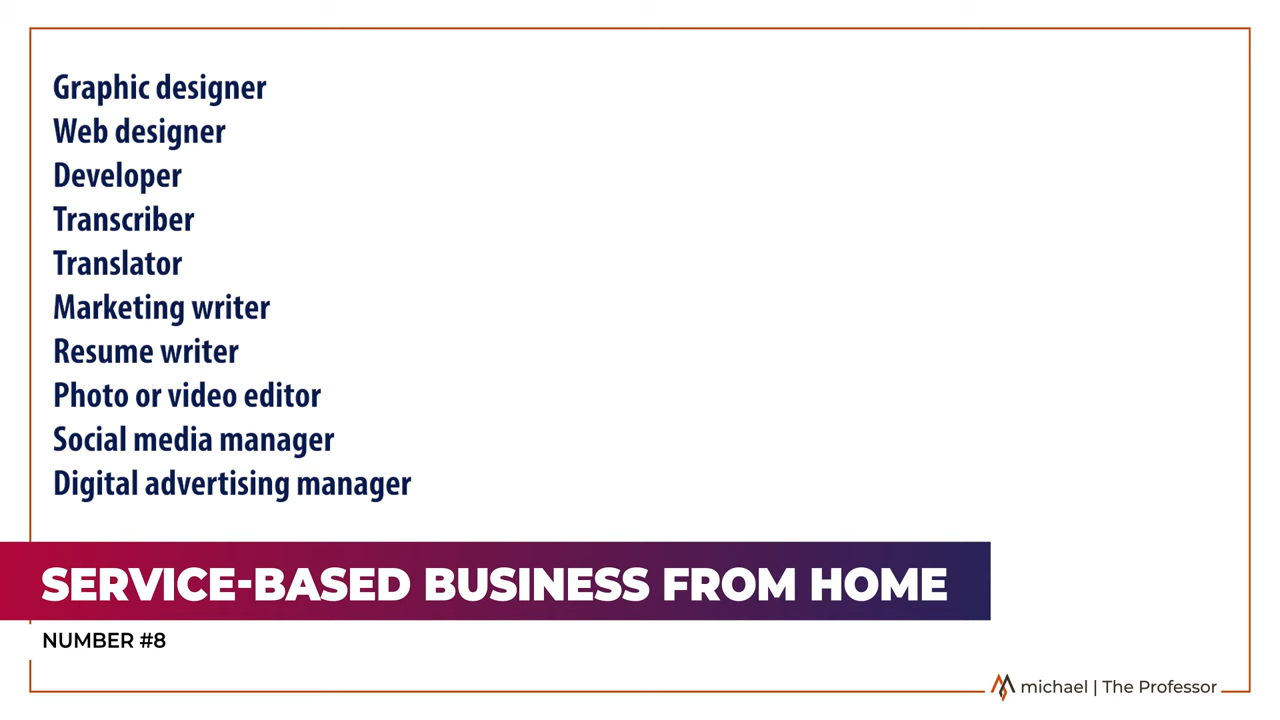 Graphic designer
Web designer
Developer
Transcriber
Translator
Marketing writer
Resume writer
Photo or video editor
Social media manager
Digital advertising manager
SERVICE-BASED BUSINESS FROM HOME
NUMBER #8
michael | The Professor